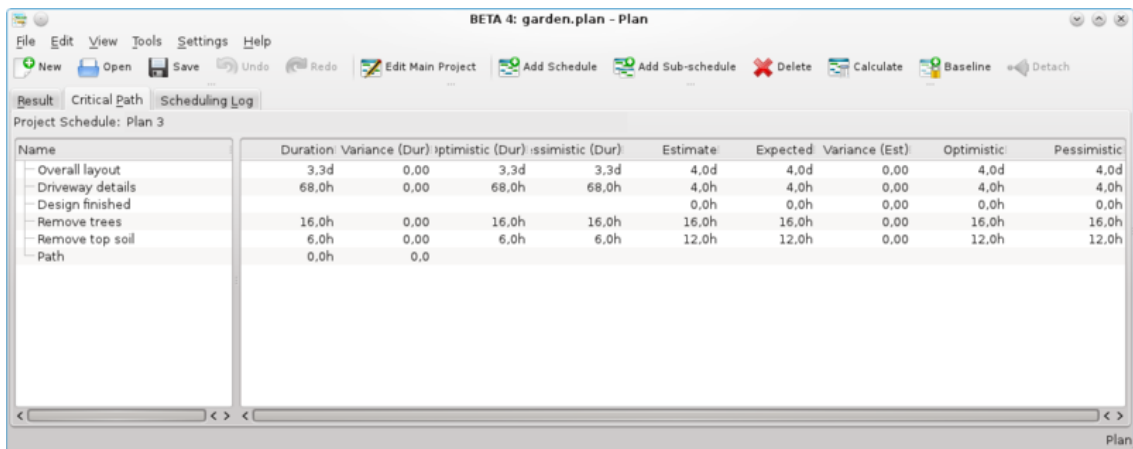 BETA 4: garden.plan - Plan
File Edit View Tools Settings Help
New Open Save Undo Redo Edit Main Project Add Schedule Add Sub-schedule Delete Calculate Baseline Detach
Result Critical Path Scheduling Log
Project Schedule: Plan 3
Name Duration Variance (Dur) ptimistic (Dur) ssimistic (Dur) Estimate Expected Variance (Est) Optimistic Pessimistic
Overall layout 3,3d 0,00 3,3d 3,3d 4,0d 4,0d 0,00 4,0d 4,0d
Driveway details 68,0h 0,00 68,0h 68,0h 4,0h 4,0h 0,00 4,0h 4,0h
Design finished 0,0h 0,0h 0,00 0,0h 0,0h
Remove trees 16,0h 0,00 16,0h 16,0h 16,0h 16,0h 0,00 16,0h 16,0h
Remove top soil 6,0h 0,00 6,0h 6,0h 12,0h 12,0h 0,00 12,0h 12,0h
Path 0,0h 0,0
Plan